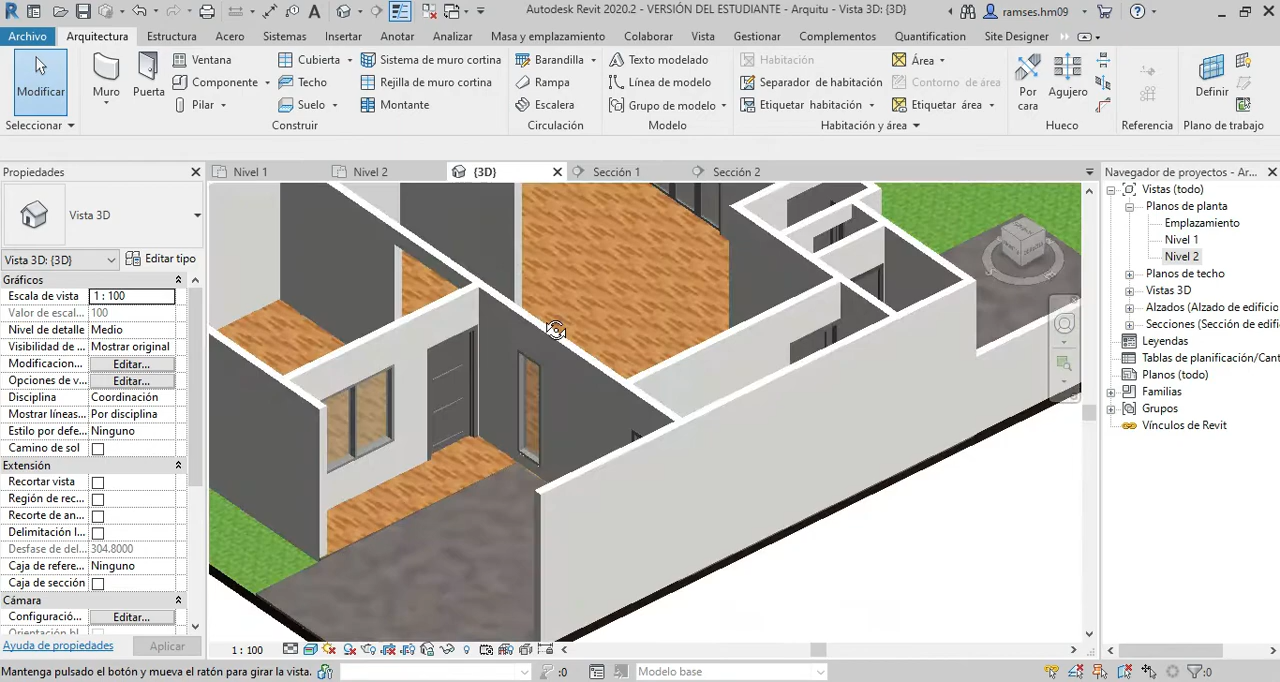 Autodesk Revit 2020.2 - VERSIÓN DEL ESTUDIANTE - Arquitu - Vista 3D: {3D}
ramses.hm09
Archivo Arquitectura Estructura Acero Sistemas Insertar Anotar Analizar Masa y emplazamiento Colaborar Vista Gestionar Complementos Quantification Site Designer
Modificar
Muro
Puerta
Ventana
Componente
Pilar
Cubierta
Techo
Suelo
Sistema de muro cortina
Rejilla de muro cortina
Montante
Barandilla
Rampa
Escalera
Texto modelado
Línea de modelo
Grupo de modelo
Habitación
Separador de habitación
Etiquetar habitación
Área
Contorno de área
Etiquetar área
Por cara
Agujero
Definir
Seleccionar Construir Circulación Modelo Habitación y área Hueco Referencia Plano de trabajo
Propiedades
Nivel 1 Nivel 2 {3D} Sección 1 Sección 2
Navegador de proyectos - Ar...
Vista 3D
Vista 3D: {3D} Editar tipo
Gráficos
Escala de vista 1 : 100
Valor de escal... 100
Nivel de detalle Medio
Visibilidad de ... Mostrar original
Modificacion... Editar...
Opciones de v... Editar...
Disciplina Coordinación
Mostrar líneas... Por disciplina
Estilo por defe... Ninguno
Camino de sol
Extensión
Recortar vista
Región de rec...
Recorte de an...
Delimitación l...
Desfase de del... 304.8000
Caja de refere... Ninguno
Caja de sección
Cámara
Configuració... Editar...
Ayuda de propiedades Aplicar
Vistas (todo)
Planos de planta
Emplazamiento
Nivel 1
Nivel 2
Planos de techo
Vistas 3D
Alzados (Alzado de edificio
Secciones (Sección de edifi
Leyendas
Tablas de planificación/Cant
Planos (todo)
Familias
Grupos
Vínculos de Revit
1 : 100
Mantenga pulsado el botón y mueva el ratón para girar la vista.
:0
Modelo base
:0